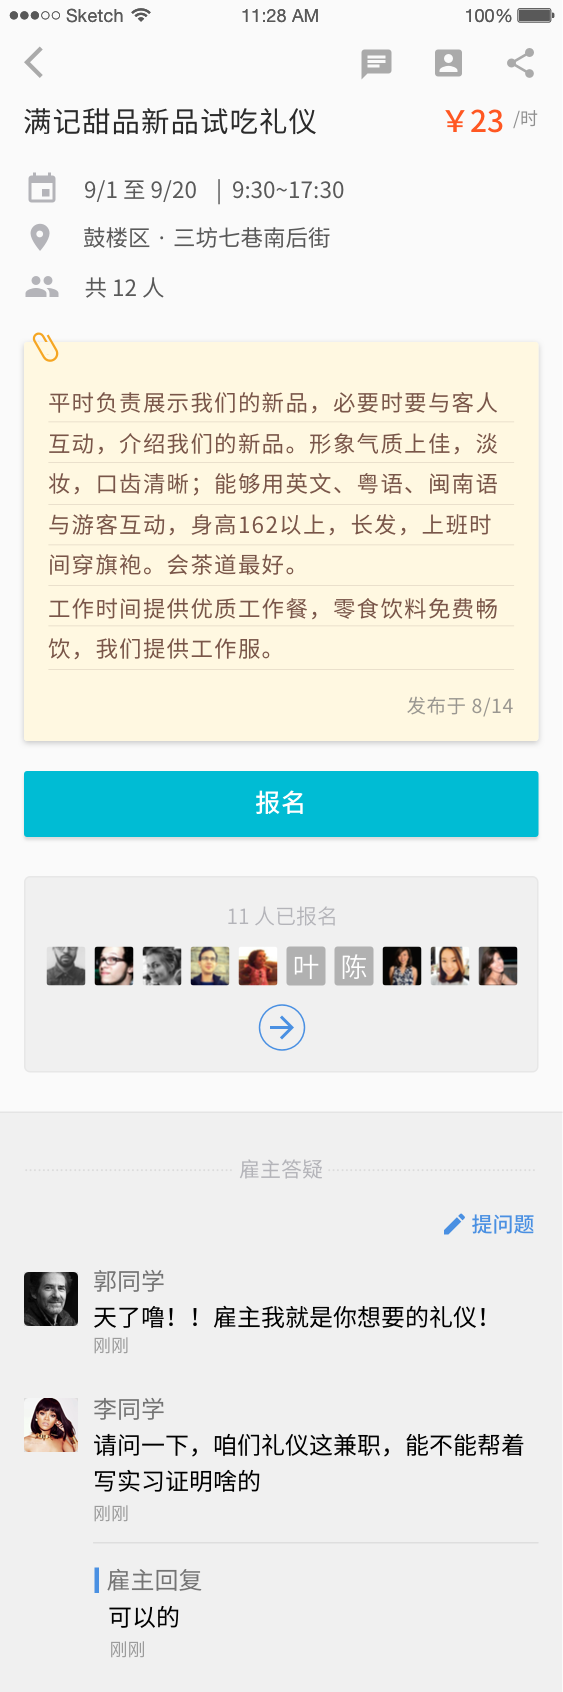 Sketch 11:28 AM 100%
满记甜品新品试吃礼仪 ￥23 /时
9/1 至 9/20 | 9:30~17:30
鼓楼区 · 三坊七巷南后街
共 12 人
平时负责展示我们的新品，必要时要与客人
互动，介绍我们的新品。形象气质上佳，淡
妆，口齿清晰；能够用英文、粤语、闽南语
与游客互动，身高162以上，长发，上班时
间穿旗袍。会茶道最好。
工作时间提供优质工作餐，零食饮料免费畅
饮，我们提供工作服。
发布于 8/14
报名
11 人已报名
叶 陈
雇主答疑
提问题
郭同学
天了噜！！雇主我就是你想要的礼仪！
刚刚
李同学
请问一下，咱们礼仪这兼职，能不能帮着
写实习证明啥的
刚刚
雇主回复
可以的
刚刚